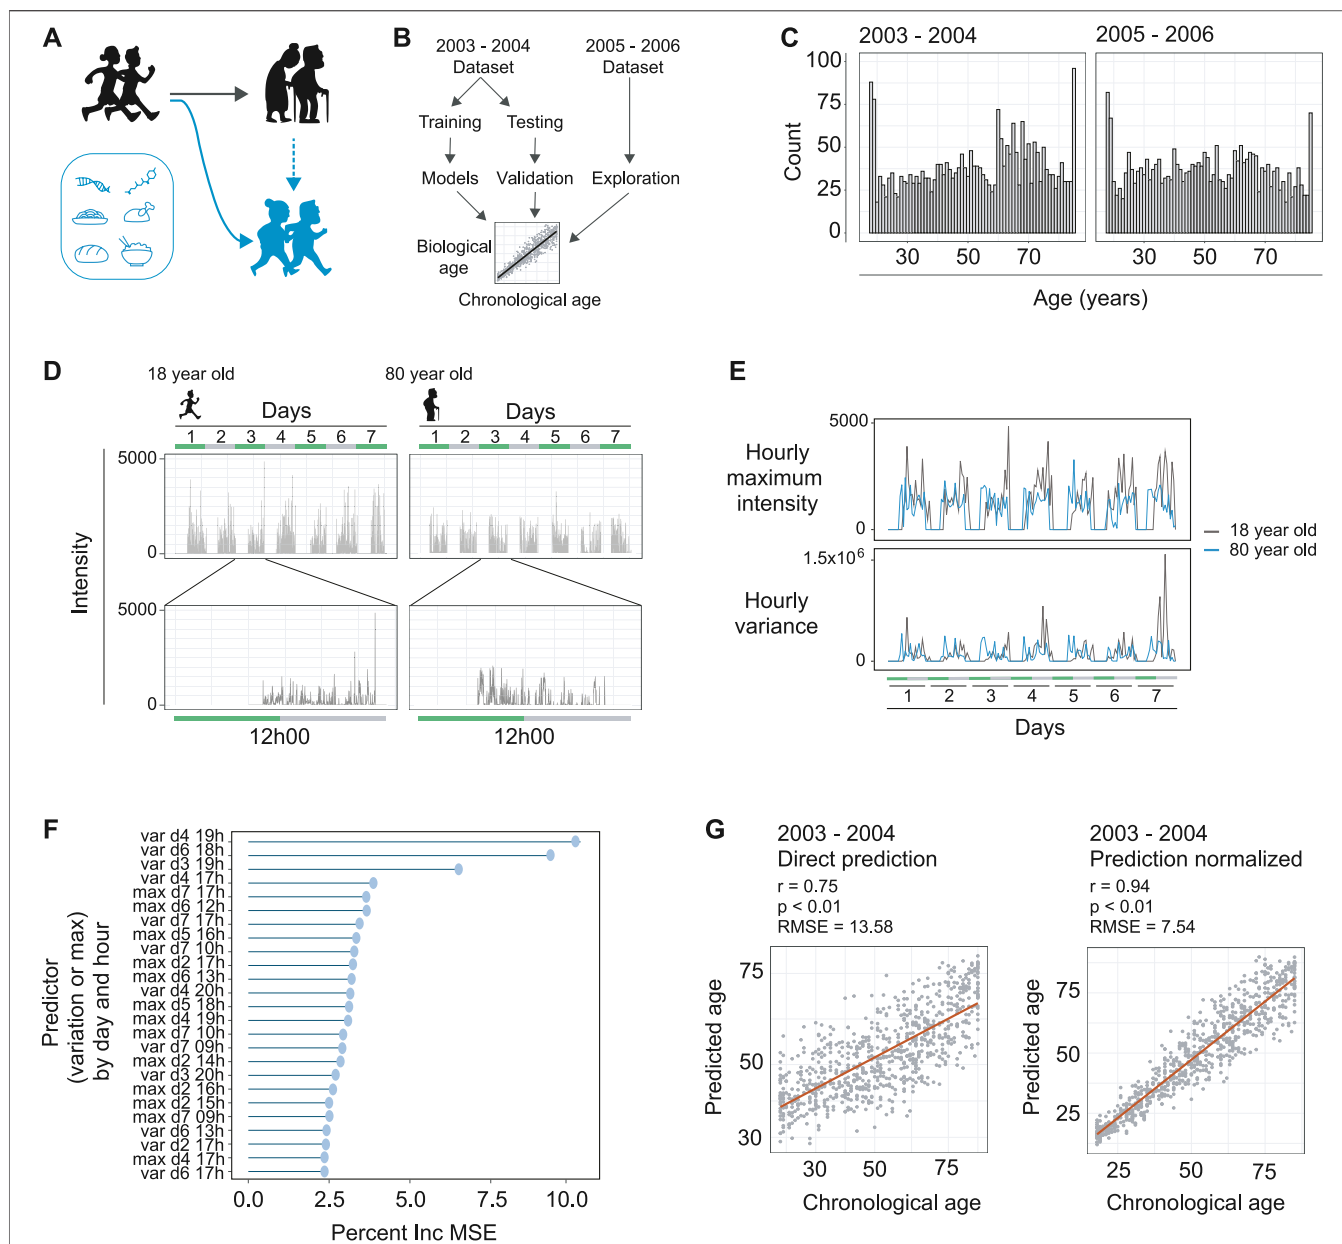 A
B
2003 - 2004
Dataset
2005 - 2006
Dataset
Training
Testing
Models
Validation
Exploration
Biological
age
Chronological age
C
2003 - 2004
2005 - 2006
Count
100
75
50
25
0
30
50
70
30
50
70
Age (years)
D
18 year old
80 year old
Days
Days
1 2 3 4 5 6 7
1 2 3 4 5 6 7
Intensity
5000
0
5000
0
12h00
12h00
E
Hourly
maximum
intensity
5000
0
18 year old
80 year old
Hourly
variance
1.5x10⁶
0
1 2 3 4 5 6 7
Days
F
Predictor
(variation or max)
by day and hour
var d4 19h
var d6 18h
var d3 19h
var d4 17h
max d7 17h
max d6 12h
var d7 17h
max d5 16h
var d7 10h
max d2 17h
max d6 13h
var d4 20h
max d5 18h
max d4 19h
max d7 10h
var d7 09h
max d2 14h
var d3 20h
max d2 16h
max d2 15h
max d7 09h
var d6 13h
var d2 17h
max d4 17h
var d6 17h
0.0
2.5
5.0
7.5
10.0
Percent Inc MSE
G
2003 - 2004
Direct prediction
r = 0.75
p < 0.01
RMSE = 13.58
Predicted age
75
50
30
30
50
75
Chronological age
2003 - 2004
Prediction normalized
r = 0.94
p < 0.01
RMSE = 7.54
Predicted age
75
50
25
25
50
75
Chronological age